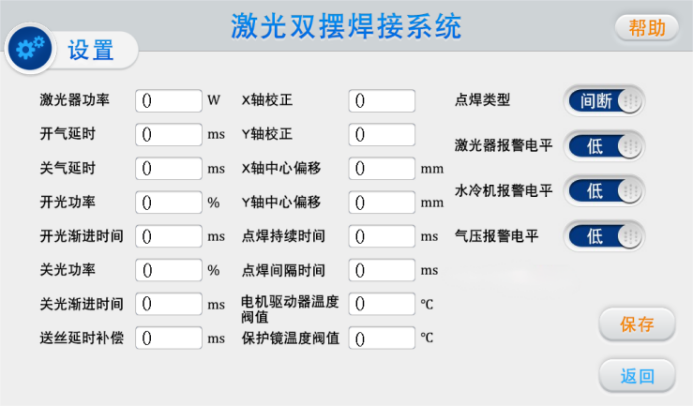 激光双摆焊接系统
帮助
设置
激光器功率 0 W X轴校正 0 点焊类型 间断
开气延时 0 ms Y轴校正 0
激光器报警电平 低
关气延时 0 ms X轴中心偏移 0 mm
水冷机报警电平 低
开光功率 0 % Y轴中心偏移 0 mm
开光渐进时间 0 ms 点焊持续时间 0 ms 气压报警电平 低
关光功率 0 % 点焊间隔时间 0 ms
关光渐进时间 0 ms 电机驱动器温度
阀值 0 °C
送丝延时补偿 0 ms 保护镜温度阀值 0 °C
保存
返回